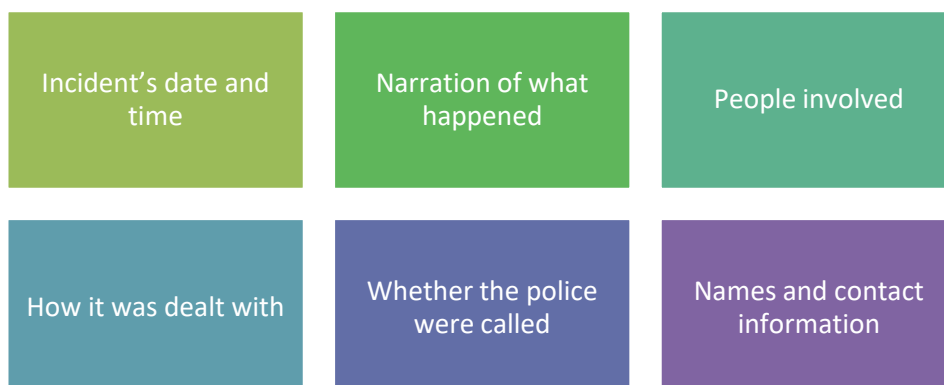 Incident’s date and
time
Narration of what
happened
People involved
How it was dealt with
Whether the police
were called
Names and contact
information